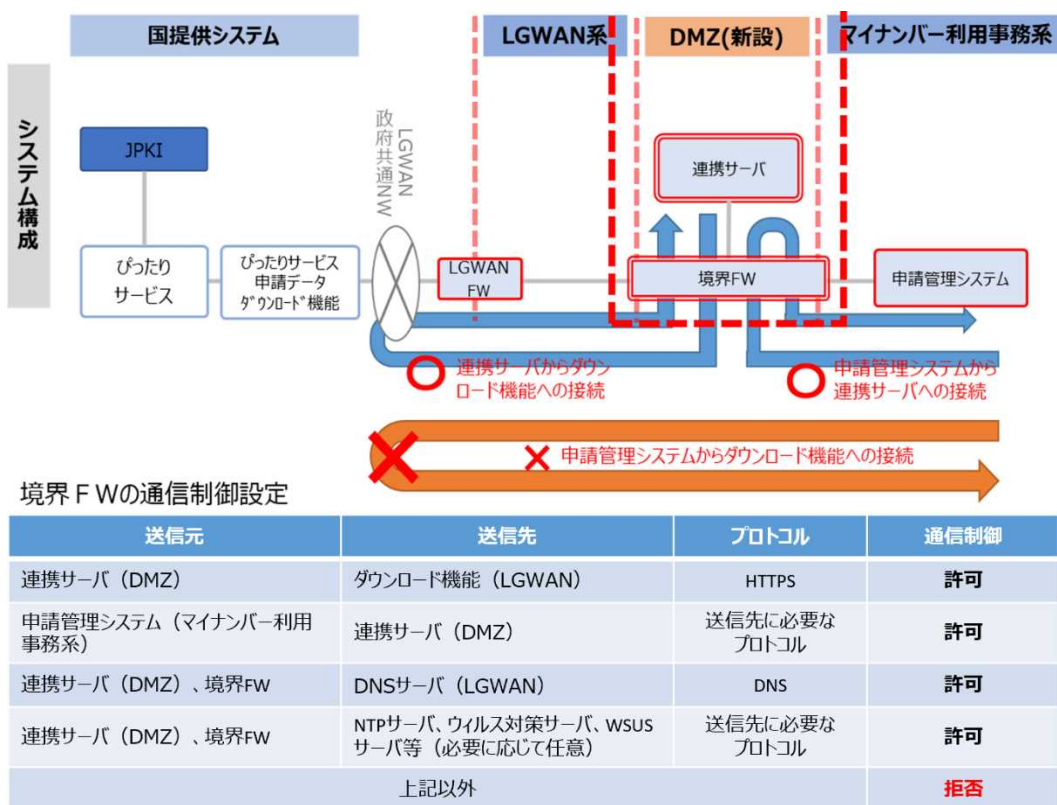 国提供システム
LGWAN系
DMZ(新設)
マイナンバー利用事務系
システム構成
JPKI
LGWAN
政府共通NW
連携サーバ
ぴったり
サービス
ぴったりサービス
申請データ
ダウンロード機能
LGWAN
FW
境界FW
申請管理システム
連携サーバからダウン
ロード機能への接続
申請管理システムから
連携サーバへの接続
申請管理システムからダウンロード機能への接続
境界FWの通信制御設定
送信元 送信先 プロトコル 通信制御
連携サーバ(DMZ) ダウンロード機能(LGWAN) HTTPS 許可
申請管理システム(マイナンバー利用
事務系) 連携サーバ(DMZ) 送信先に必要な
プロトコル 許可
連携サーバ(DMZ)、境界FW DNSサーバ(LGWAN) DNS 許可
連携サーバ(DMZ)、境界FW NTPサーバ、ウィルス対策サーバ、WSUS
サーバ等(必要に応じて任意) 送信先に必要な
プロトコル 許可
上記以外 拒否